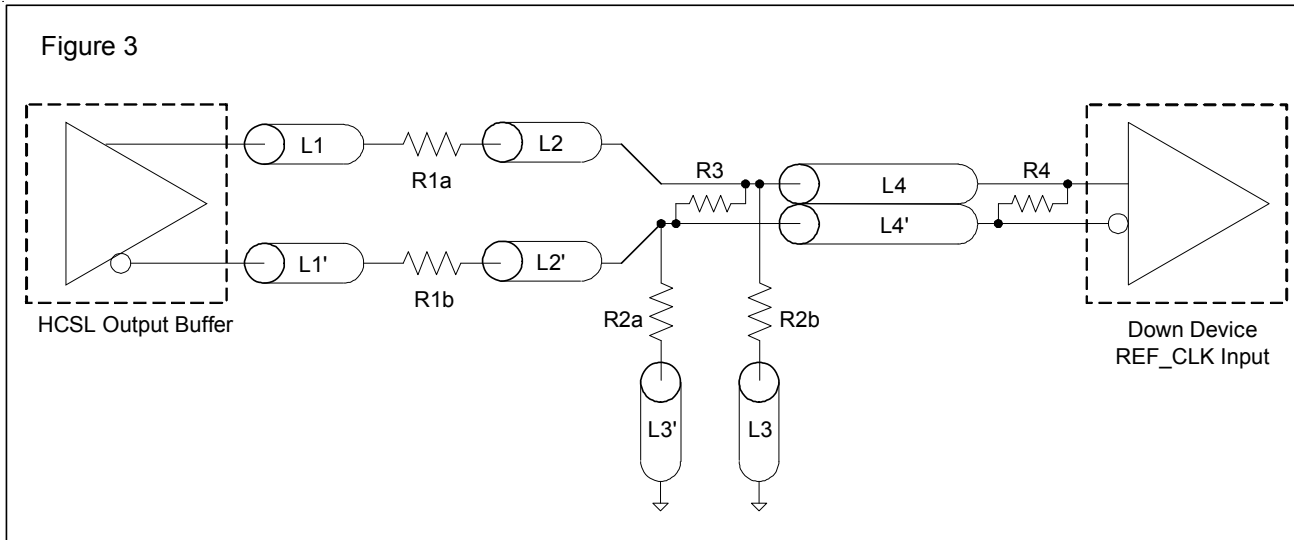 Figure 3
L1
R1a
L2
R3
L4
R4
L4'
L1'
R1b
L2'
HCSL Output Buffer
R2a
R2b
Down Device
REF_CLK Input
L3'
L3